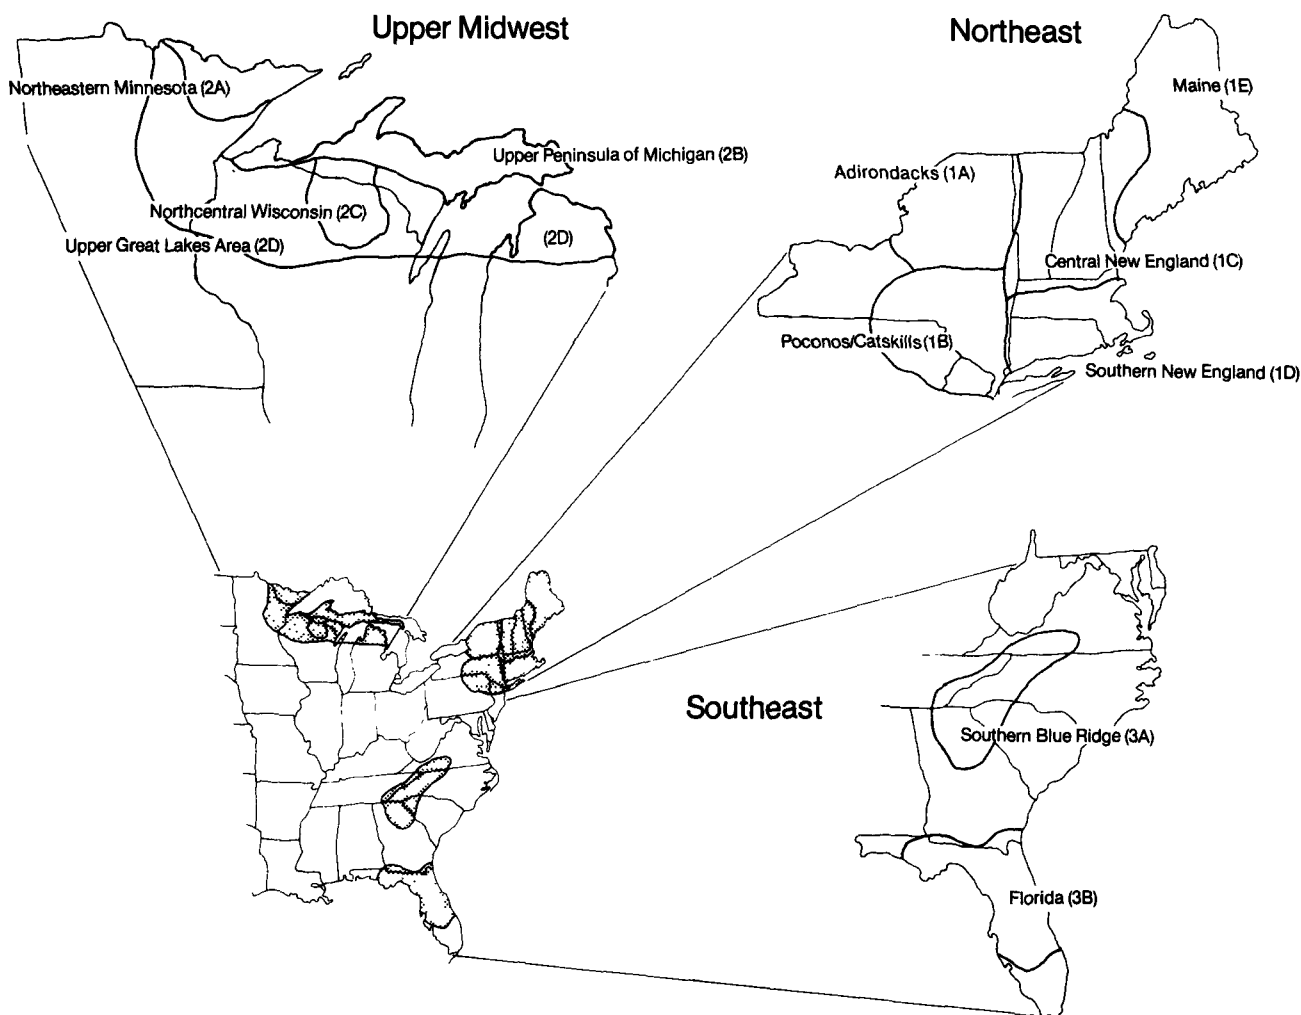 Upper Midwest
Northeastern Minnesota (2A)
Upper Peninsula of Michigan (2B)
Northcentral Wisconsin (2C)
Upper Great Lakes Area (2D)
(2D)
Northeast
Maine (1E)
Adirondacks (1A)
Central New England (1C)
Poconos/Catskills (1B)
Southern New England (1D)
Southeast
Southern Blue Ridge (3A)
Florida (3B)